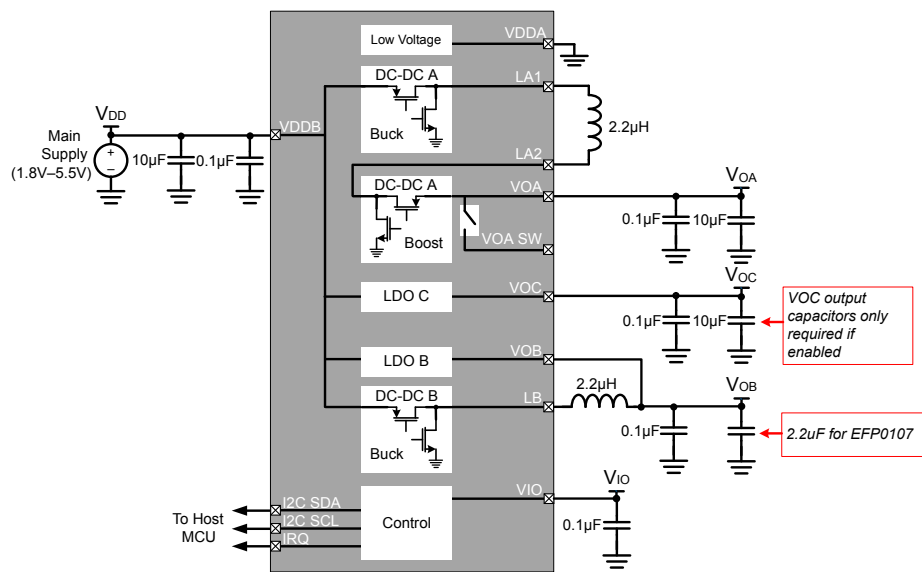 Low Voltage
VDDA
DC-DC A
LA1
Buck
2.2µH
VDD
VDDB
Main
Supply
(1.8V–5.5V)
10µF
0.1µF
LA2
DC-DC A
VOA
Boost
VOA SW
VOA
0.1µF
10µF
LDO C
VOC
VOC
0.1µF
10µF
VOC output
capacitors only
required if
enabled
LDO B
VOB
DC-DC B
LB
Buck
2.2µH
VOB
0.1µF
2.2uF for EFP0107
VIO
VIO
0.1µF
Control
I2C SDA
I2C SCL
IRQ
To Host
MCU